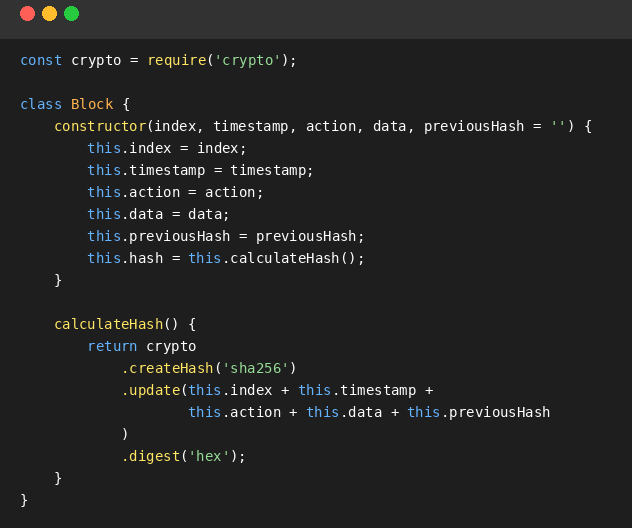 const crypto = require('crypto');

class Block {
    constructor(index, timestamp, action, data, previousHash = '') {
        this.index = index;
        this.timestamp = timestamp;
        this.action = action;
        this.data = data;
        this.previousHash = previousHash;
        this.hash = this.calculateHash();
    }

    calculateHash() {
        return crypto
            .createHash('sha256')
            .update(this.index + this.timestamp +
                    this.action + this.data + this.previousHash
            )
            .digest('hex');
    }
}